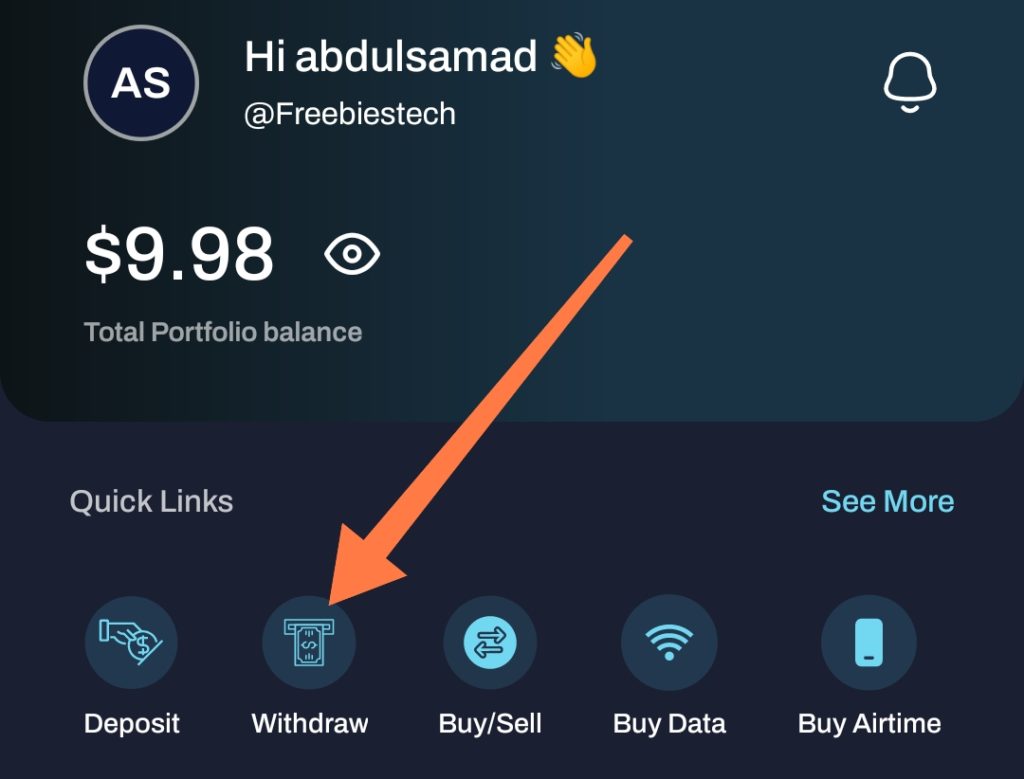 AS
Hi abdulsamad 👋
@Freebiestech
$9.98
Total Portfolio balance
Quick Links
See More
Deposit
Withdraw
Buy/Sell
Buy Data
Buy Airtime